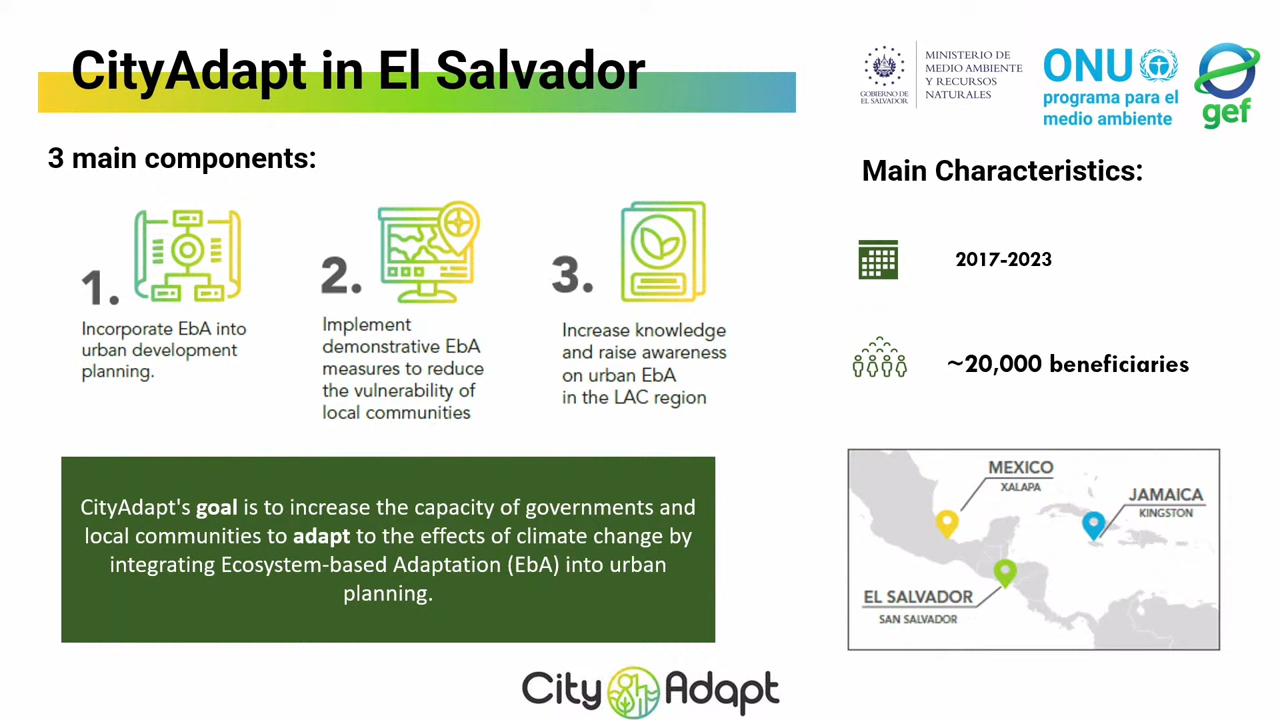 CityAdapt in El Salvador
GOBIERNO DE
EL SALVADOR
MINISTERIO DE
MEDIO AMBIENTE
Y RECURSOS
NATURALES
ONU
programa para el
medio ambiente
gef
3 main components:
1.
Incorporate EbA into
urban development
planning.
2.
Implement
demonstrative EbA
measures to reduce
the vulnerability of
local communities
3.
Increase knowledge
and raise awareness
on urban EbA
in the LAC region
Main Characteristics:
2017-2023
~20,000 beneficiaries
CityAdapt's goal is to increase the capacity of governments and
local communities to adapt to the effects of climate change by
integrating Ecosystem-based Adaptation (EbA) into urban
planning.
MEXICO
XALAPA
JAMAICA
KINGSTON
EL SALVADOR
SAN SALVADOR
City Adapt